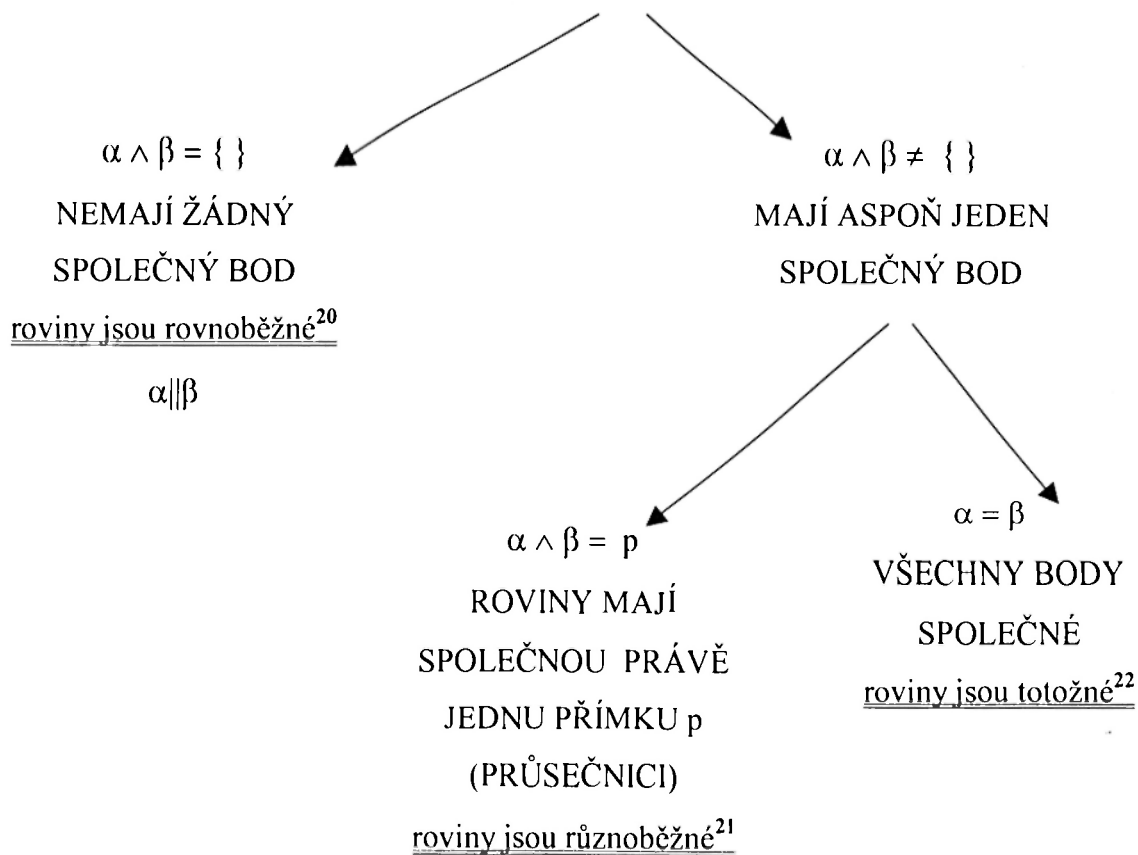 α ∧ β = { }
NEMAJÍ ŽÁDNÝ
SPOLEČNÝ BOD
roviny jsou rovnoběžné²⁰
α||β
α ∧ β ≠ { }
MAJÍ ASPOŇ JEDEN
SPOLEČNÝ BOD
α ∧ β = p
ROVINY MAJÍ
SPOLEČNOU PRÁVĚ
JEDNU PŘÍMKU p
(PRŮSEČNICI)
roviny jsou různoběžné²¹
α = β
VŠECHNY BODY
SPOLEČNÉ
roviny jsou totožné²²